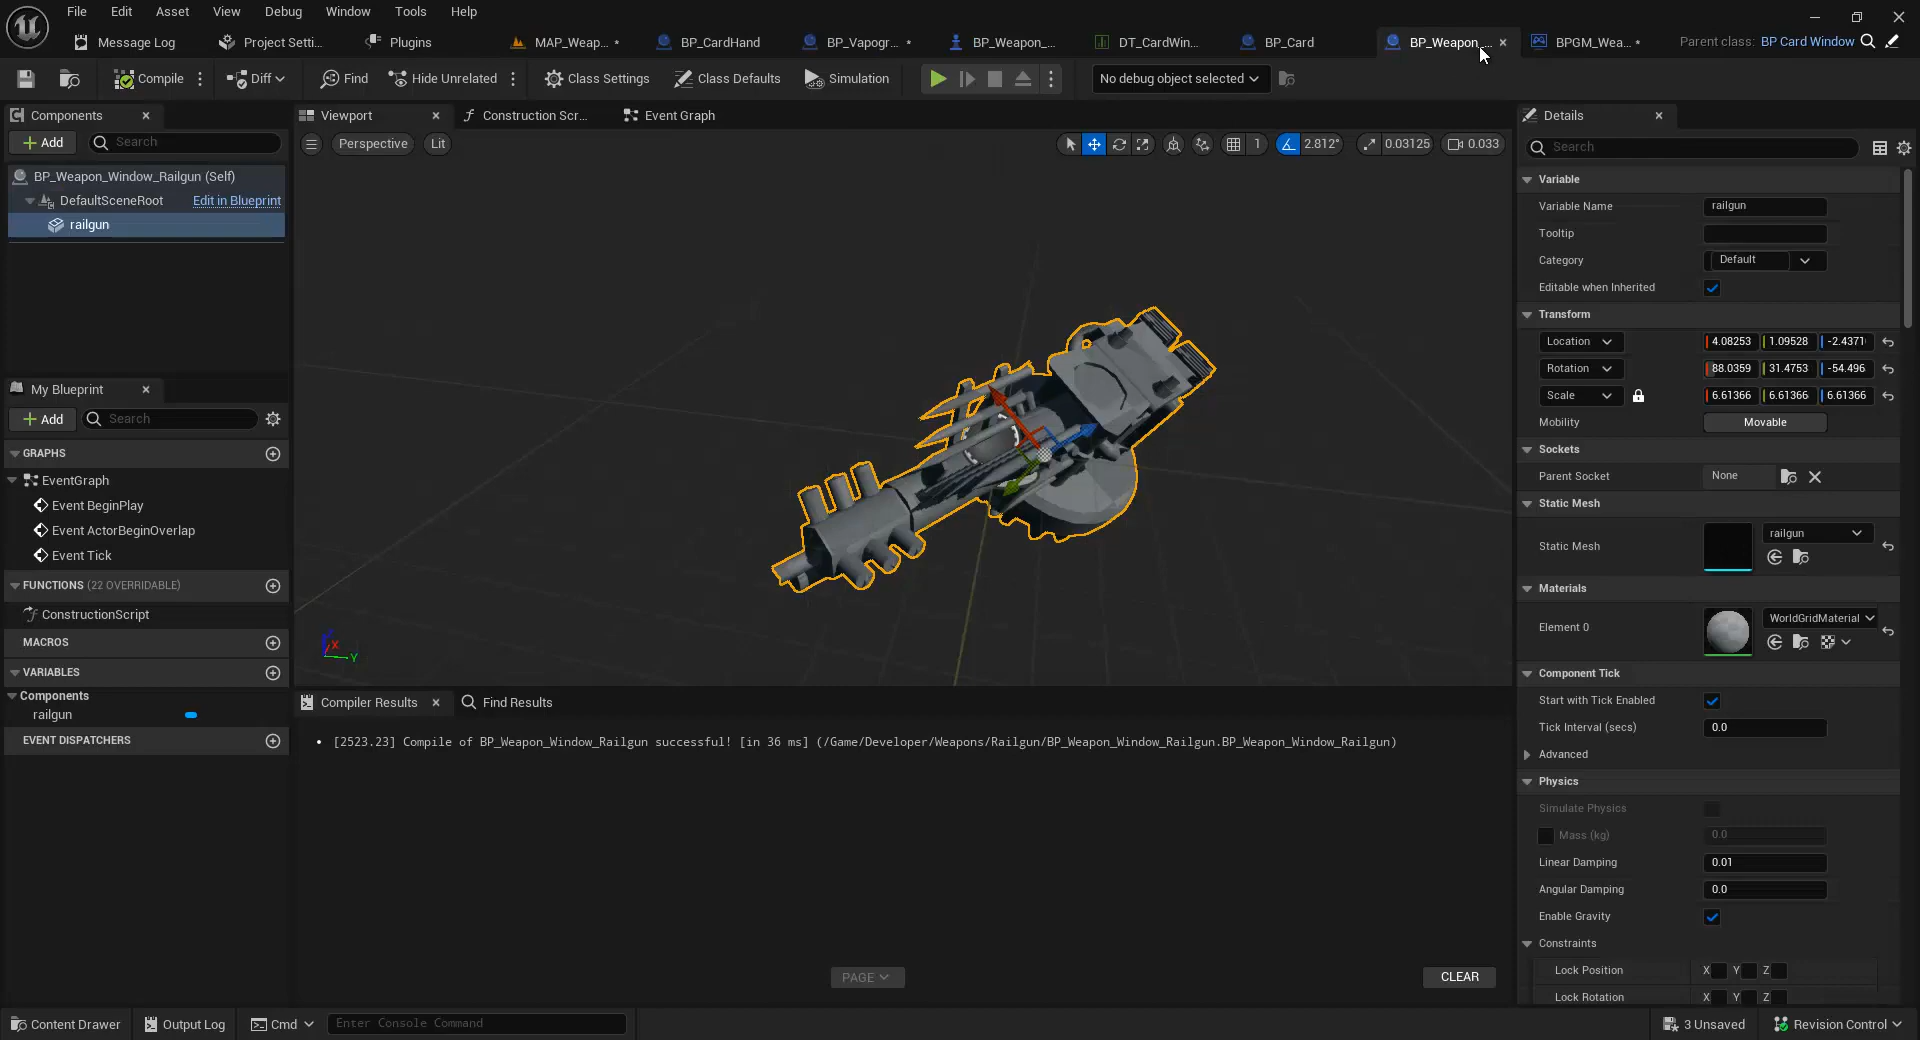 File Edit Asset View Debug Window Tools Help
Message Log Project Setti... Plugins MAP_Weap... * BP_CardHand BP_Vapogr... * BP_Weapon_... DT_CardWin... BP_Card BP_Weapon_... BPGM_Wea... * Parent class: BP Card Window
Compile Diff Find Hide Unrelated Class Settings Class Defaults Simulation No debug object selected
Components
Add Search
BP_Weapon_Window_Railgun (Self)
DefaultSceneRoot Edit in Blueprint
railgun
My Blueprint
Add Search
GRAPHS
EventGraph
Event BeginPlay
Event ActorBeginOverlap
Event Tick
FUNCTIONS (22 OVERRIDABLE)
ConstructionScript
MACROS
VARIABLES
Components
railgun
EVENT DISPATCHERS
Viewport Construction Scr... Event Graph
Perspective Lit 1 2.812° 0.03125 0.033
X Y
Compiler Results Find Results
• [2523.23] Compile of BP_Weapon_Window_Railgun successful! [in 36 ms] (/Game/Developer/Weapons/Railgun/BP_Weapon_Window_Railgun.BP_Weapon_Window_Railgun)
PAGE CLEAR
Details
Search
Variable
Variable Name railgun
Tooltip
Category Default
Editable when Inherited
Transform
Location 4.08253 1.09528 -2.4371
Rotation 88.0359 31.4753 -54.496
Scale 6.61366 6.61366 6.61366
Mobility Movable
Sockets
Parent Socket None
Static Mesh
Static Mesh railgun
Materials
Element 0 WorldGridMaterial
Component Tick
Start with Tick Enabled
Tick Interval (secs) 0.0
Advanced
Physics
Simulate Physics
Mass (kg) 0.0
Linear Damping 0.01
Angular Damping 0.0
Enable Gravity
Constraints
Lock Position X Y Z
Lock Rotation X Y Z
Content Drawer Output Log Cmd Enter Console Command 3 Unsaved Revision Control